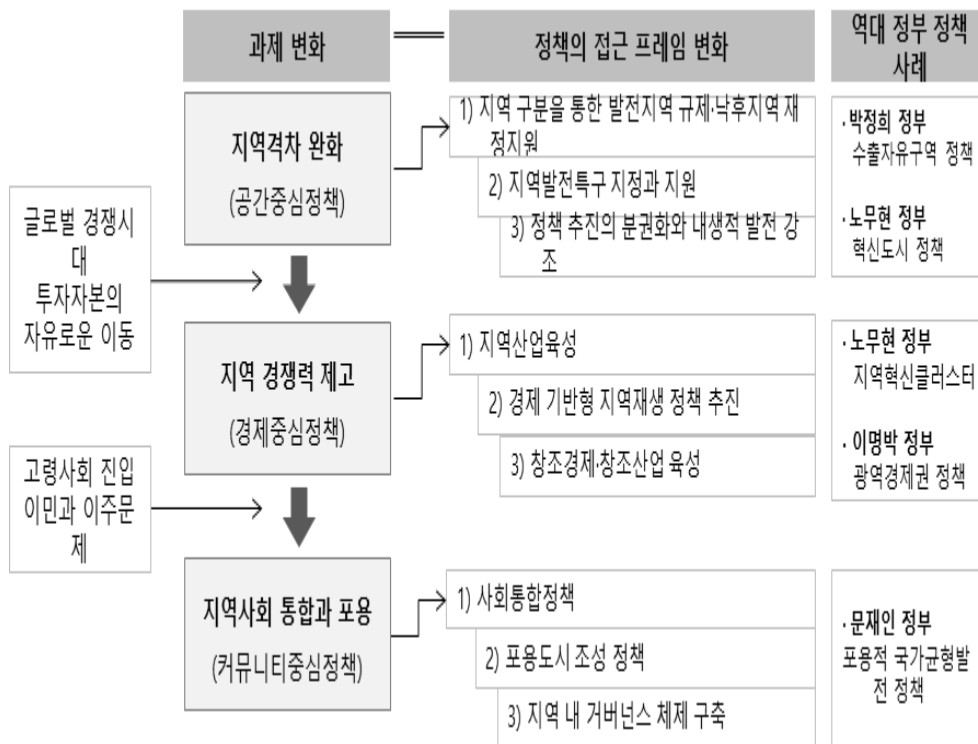 과제 변화
정책의 접근 프레임 변화
역대 정부 정책
사례
지역격차 완화
(공간중심정책)
1) 지역 구분을 통한 발전지역 규제·낙후지역 재
정지원
2) 지역발전특구 지정과 지원
3) 정책 추진의 분권화와 내생적 발전 강
조
· 박정희 정부
수출자유구역 정책
· 노무현 정부
혁신도시 정책
글로벌 경쟁시
대
투자자본의
자유로운 이동
지역 경쟁력 제고
(경제중심정책)
1) 지역산업육성
2) 경제 기반형 지역재생 정책 추진
3) 창조경제·창조산업 육성
· 노무현 정부
지역혁신클러스터
· 이명박 정부
광역경제권 정책
고령사회 진입
이민과 이주문
제
지역사회 통합과 포용
(커뮤니티중심정책)
1) 사회통합정책
2) 포용도시 조성 정책
3) 지역 내 거버넌스 체제 구축
· 문재인 정부
포용적 국가균형발
전 정책